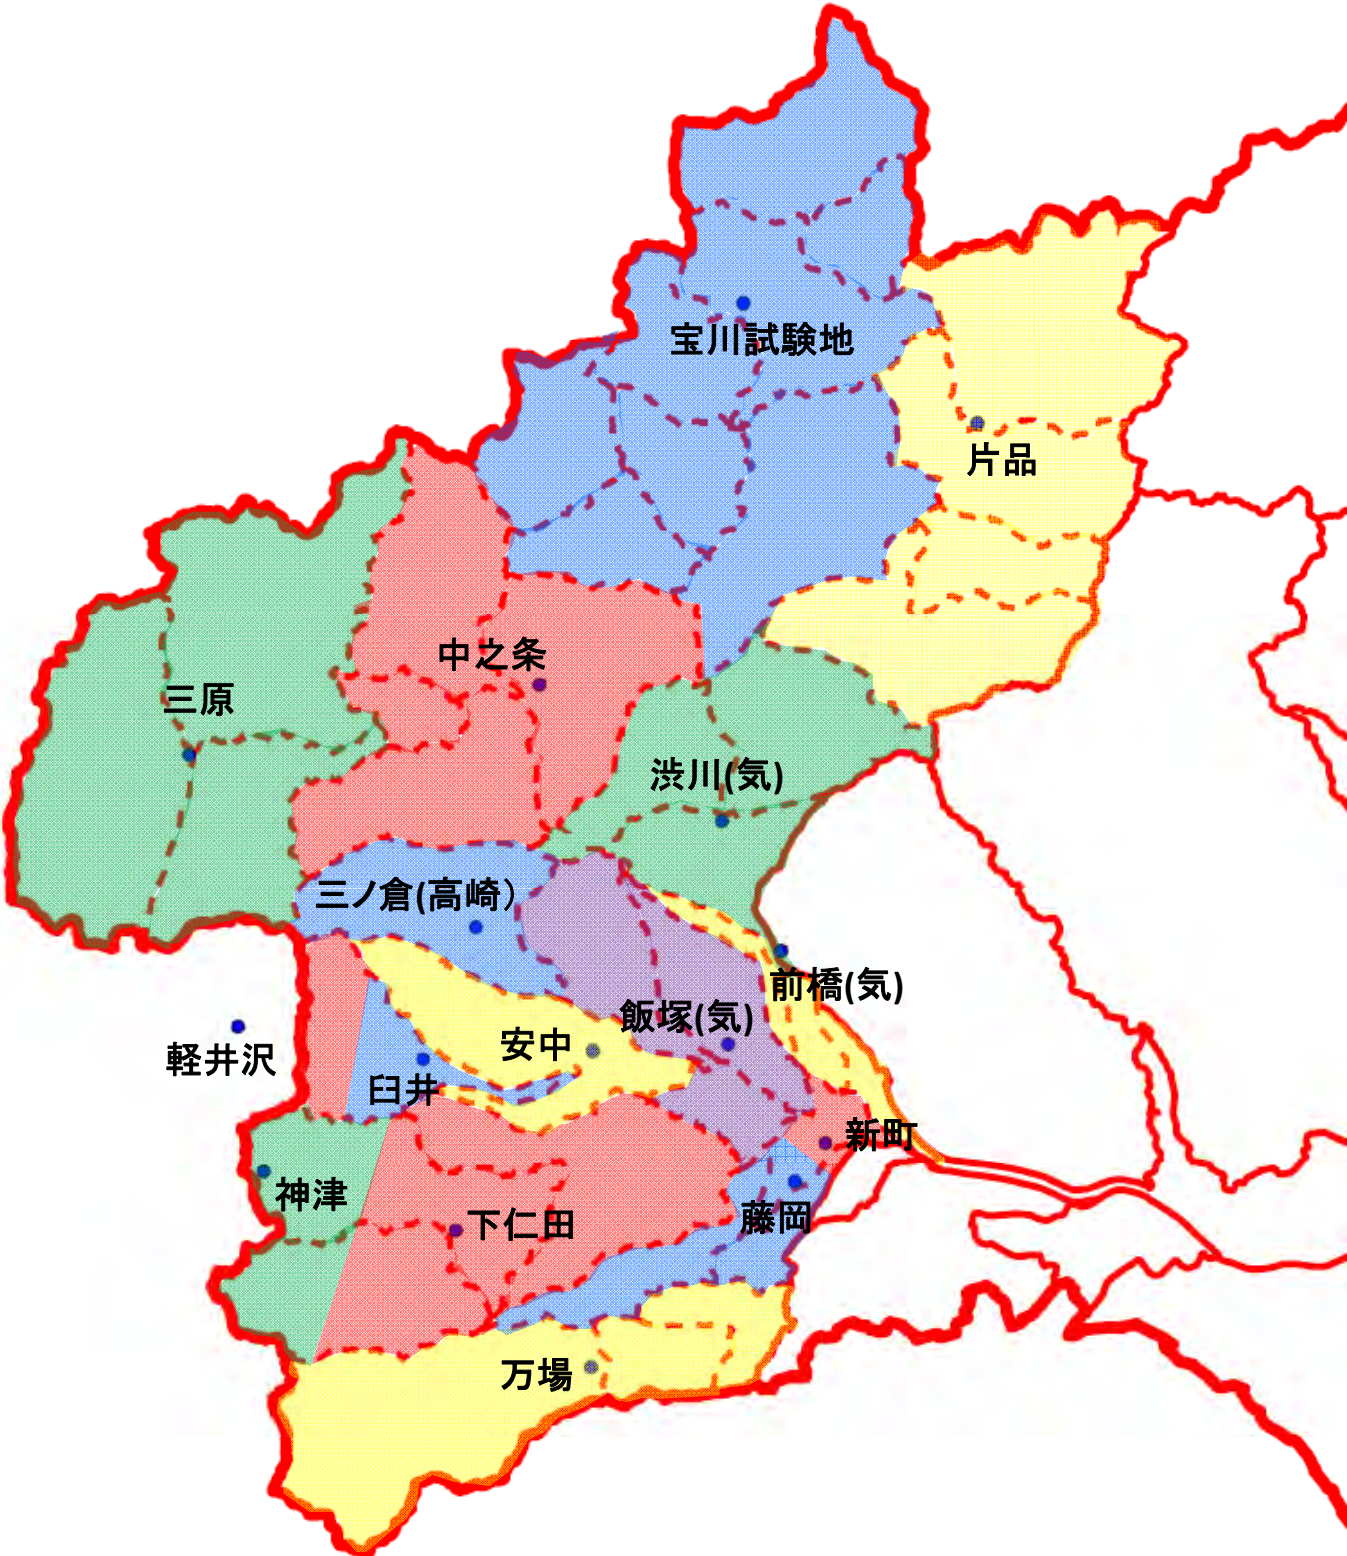 宝川試験地
片品
中之条
三原
渋川(気)
三ノ倉(高崎）
前橋(気)
飯塚(気)
安中
軽井沢
臼井
新町
神津
藤岡
下仁田
万場